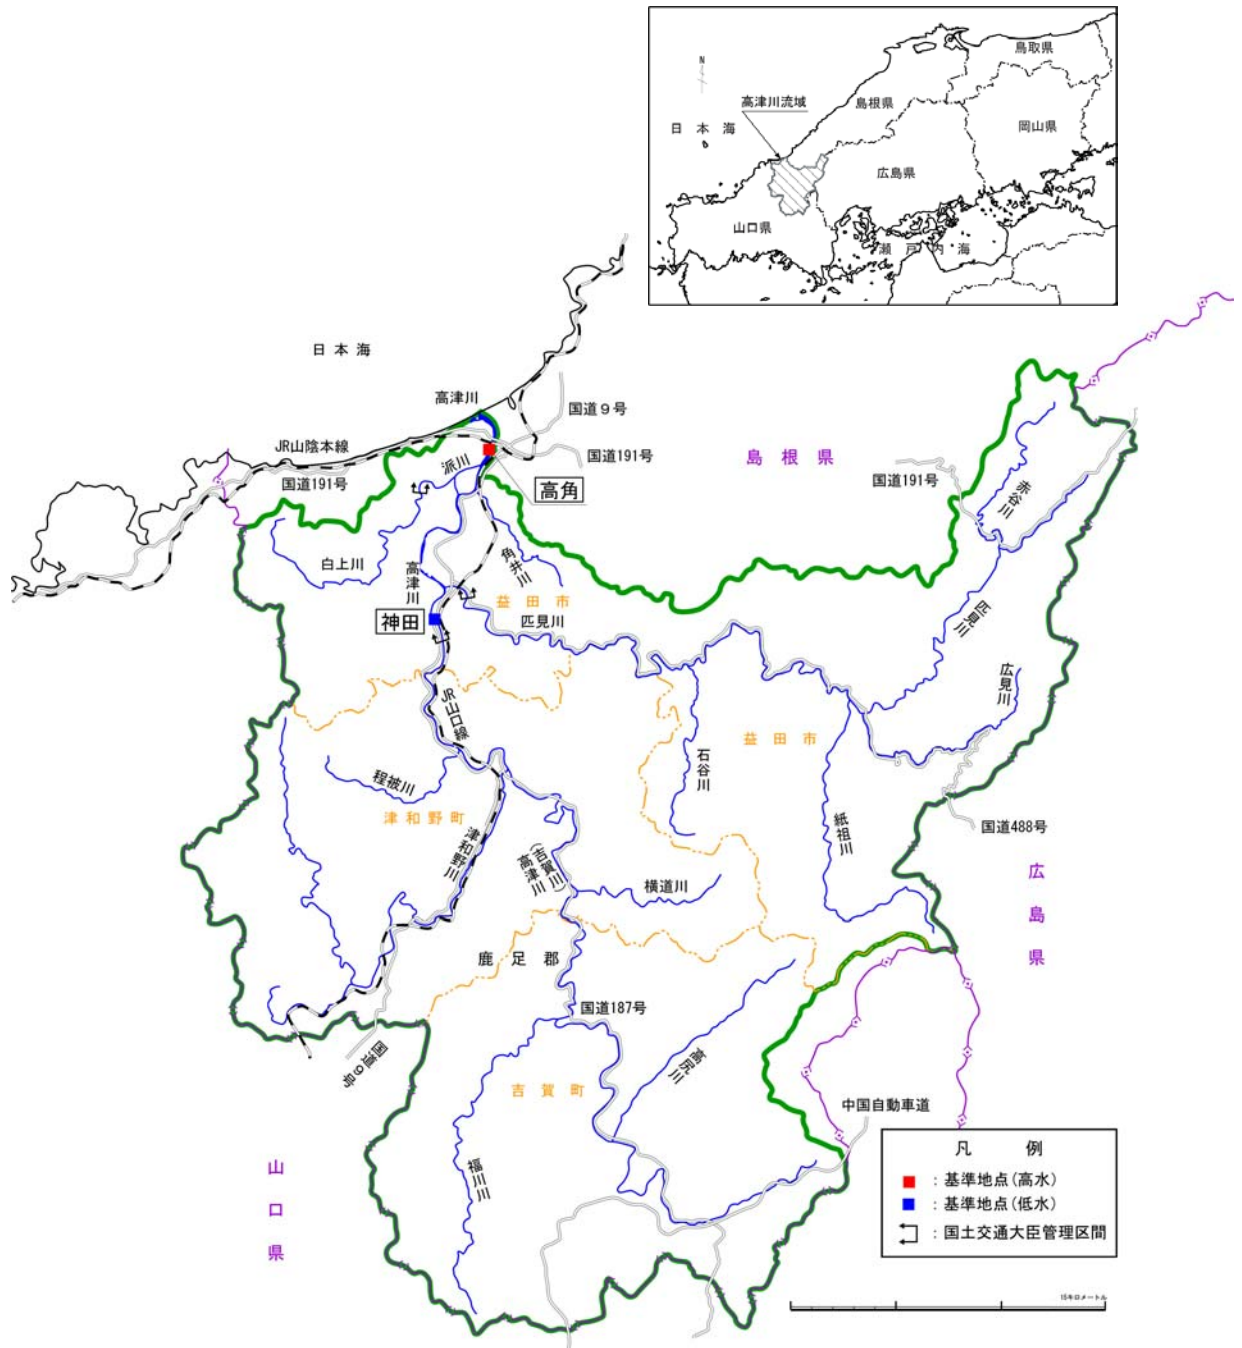 N
鳥取県
高津川流域
島根県
日本海
岡山県
広島県
山口県
瀬戸内海
日本海
高津川
国道９号
JR山陰本線
国道191号
派川
島根県
国道191号
国道191号
高角
赤谷川
白上川
高津川
角井川
益田市
匹見川
神田
匹見川
広見川
JR山口線
益田市
石谷川
程彼川
津和野町
紙祖川
国道488号
津和野川
(吉賀川)
高津川
横道川
広島県
鹿足郡
国道187号
国道9号
高尻川
吉賀町
中国自動車道
凡例
：基準地点(高水)
：基準地点(低水)
：国土交通大臣管理区間
福川川
山口県
15キロメートル